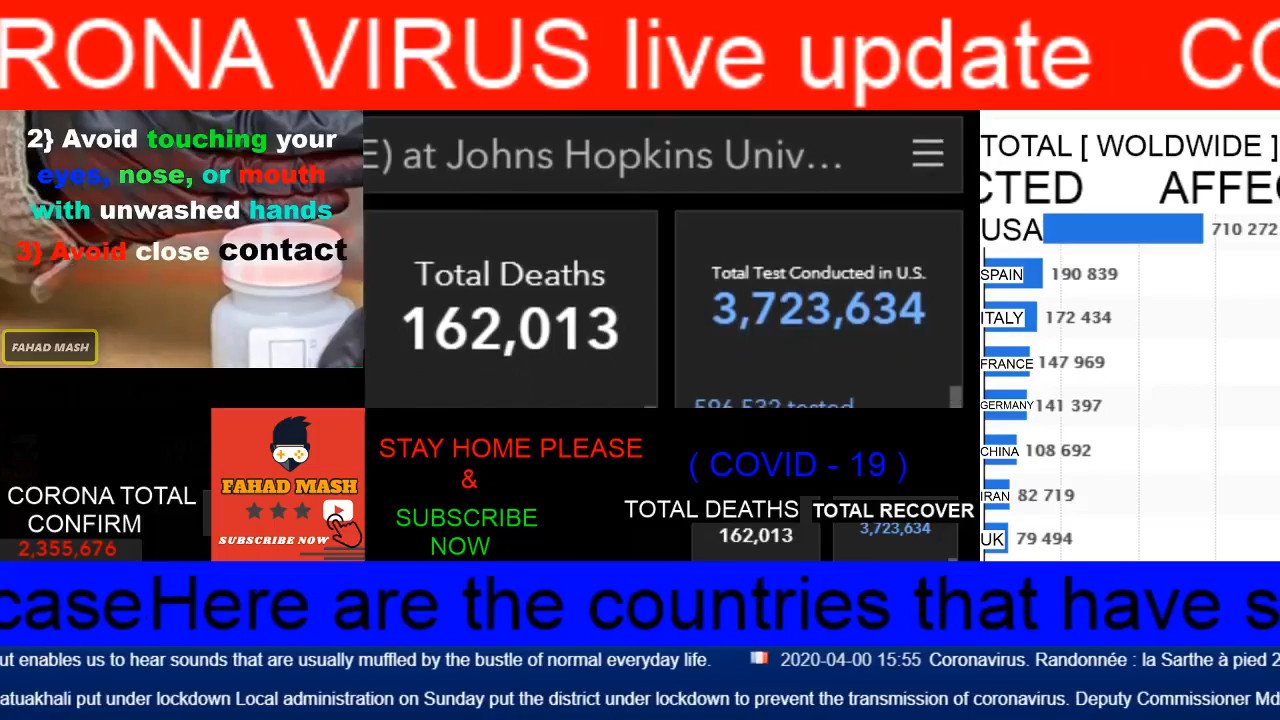 RONA VIRUS live update CO
2} Avoid touching your
eyes, nose, or mouth
with unwashed hands
3} Avoid close contact
FAHAD MASH
E) at Johns Hopkins Univ...
Total Deaths
162,013
Total Test Conducted in U.S.
3,723,634
596,532 tested
TOTAL [ WOLDWIDE ]
CTED AFFEC
USA 710 272
SPAIN 190 839
ITALY 172 434
FRANCE 147 969
GERMANY 141 397
CHINA 108 692
IRAN 82 719
UK 79 494
CORONA TOTAL
CONFIRM
2,355,676
FAHAD MASH
SUBSCRIBE NOW
STAY HOME PLEASE
&
SUBSCRIBE
NOW
( COVID - 19 )
TOTAL DEATHS
162,013
TOTAL RECOVER
3,723,634
caseHere are the countries that have s
ut enables us to hear sounds that are usually muffled by the bustle of normal everyday life. 2020-04-00 15:55 Coronavirus. Randonnée : la Sarthe à pied 2
atuakhali put under lockdown Local administration on Sunday put the district under lockdown to prevent the transmission of coronavirus. Deputy Commissioner Md